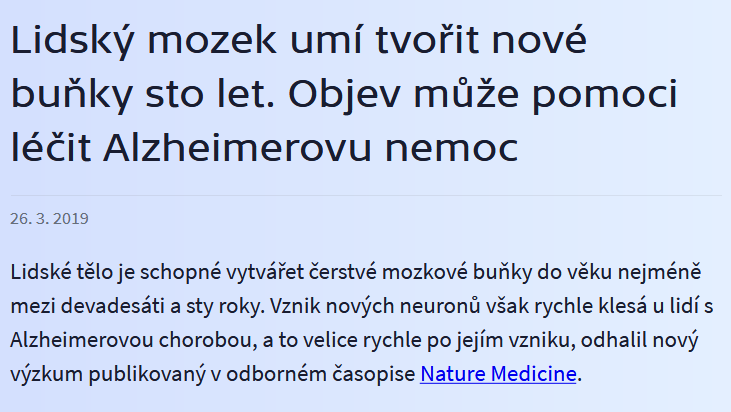 Lidský mozek umí tvořit nové
buňky sto let. Objev může pomoci
léčit Alzheimerovu nemoc
26. 3. 2019
Lidské tělo je schopné vytvářet čerstvé mozkové buňky do věku nejméně
mezi devadesáti a sty roky. Vznik nových neuronů však rychle klesá u lidí s
Alzheimerovou chorobou, a to velice rychle po jejím vzniku, odhalil nový
výzkum publikovaný v odborném časopise Nature Medicine.